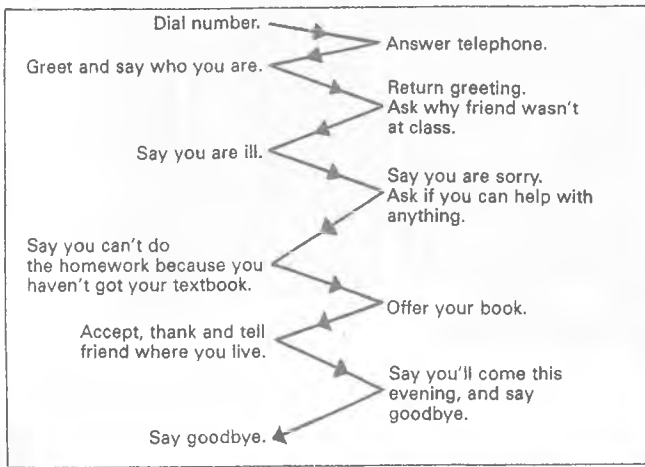 Dial number.
Answer telephone.
Greet and say who you are.
Return greeting.
Ask why friend wasn't
at class.
Say you are ill.
Say you are sorry.
Ask if you can help with
anything.
Say you can't do
the homework because you
haven't got your textbook.
Offer your book.
Accept, thank and tell
friend where you live.
Say you'll come this
evening, and say
goodbye.
Say goodbye.